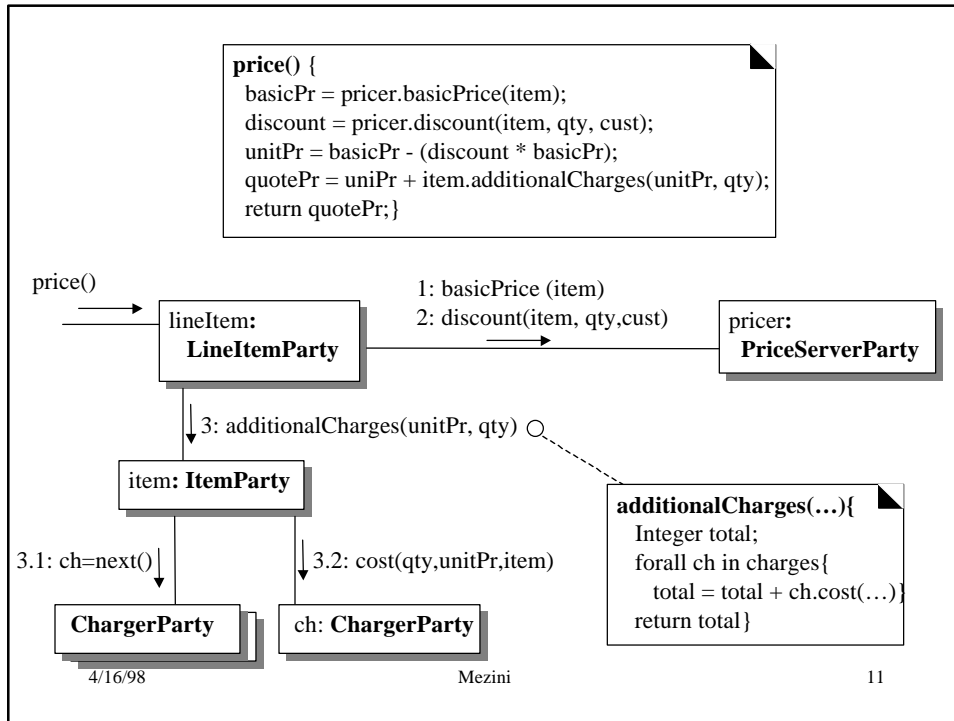 price() {
basicPr = pricer.basicPrice(item);
discount = pricer.discount(item, qty, cust);
unitPr = basicPr - (discount * basicPr);
quotePr = uniPr + item.additionalCharges(unitPr, qty);
return quotePr;}
price()
1: basicPrice (item)
2: discount(item, qty,cust)
lineItem:
LineItemParty
pricer:
PriceServerParty
3: additionalCharges(unitPr, qty)
item: ItemParty
additionalCharges(…){
Integer total;
forall ch in charges{
total = total + ch.cost(…)}
return total}
3.1: ch=next()
3.2: cost(qty,unitPr,item)
ChargerParty
ch: ChargerParty
4/16/98
Mezini
11